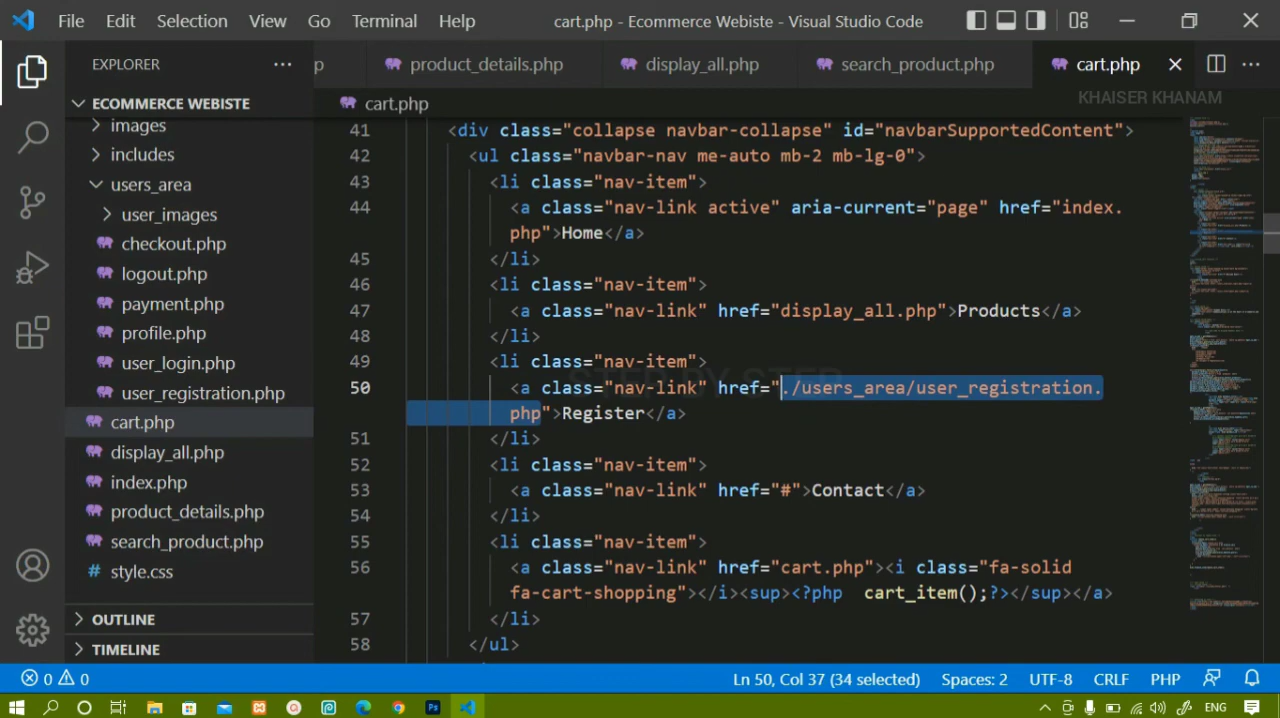 File Edit Selection View Go Terminal Help
cart.php - Ecommerce Webiste - Visual Studio Code
EXPLORER
p
product_details.php
display_all.php
search_product.php
cart.php
KHAISER KHANAM
ECOMMERCE WEBISTE
images
includes
users_area
user_images
checkout.php
logout.php
payment.php
profile.php
user_login.php
user_registration.php
cart.php
display_all.php
index.php
product_details.php
search_product.php
# style.css
OUTLINE
TIMELINE
cart.php
41 <div class="collapse navbar-collapse" id="navbarSupportedContent">
42 <ul class="navbar-nav me-auto mb-2 mb-lg-0">
43 <li class="nav-item">
44 <a class="nav-link active" aria-current="page" href="index.
php">Home</a>
45 </li>
46 <li class="nav-item">
47 <a class="nav-link" href="display_all.php">Products</a>
48 </li>
49 <li class="nav-item">
STEP BY STEP
50 <a class="nav-link" href="./users_area/user_registration.
php">Register</a>
51 </li>
52 <li class="nav-item">
53 <a class="nav-link" href="#">Contact</a>
54 </li>
55 <li class="nav-item">
56 <a class="nav-link" href="cart.php"><i class="fa-solid
fa-cart-shopping"></i><sup><?php cart_item();?></sup></a>
57 </li>
58 </ul>
0 0
Ln 50, Col 37 (34 selected) Spaces: 2 UTF-8 CRLF PHP
ENG